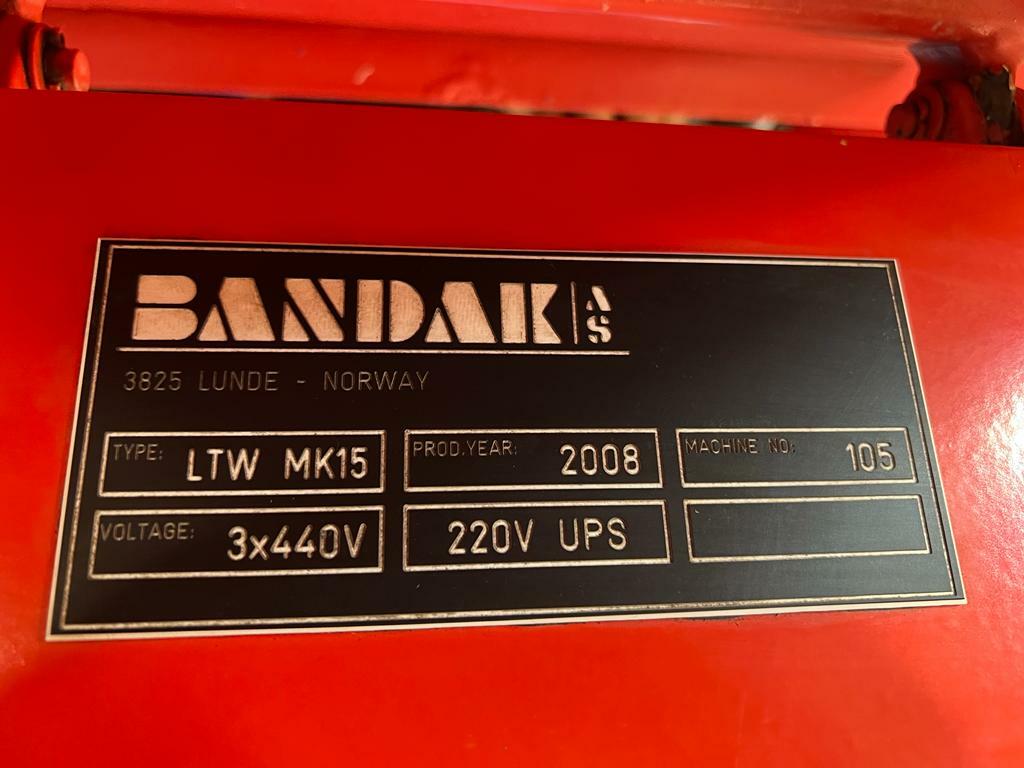 BANDAK AS
3825 LUNDE - NORWAY
TYPE: LTW MK15 PROD.YEAR: 2008 MACHINE NO: 105
VOLTAGE: 3x440V 220V UPS